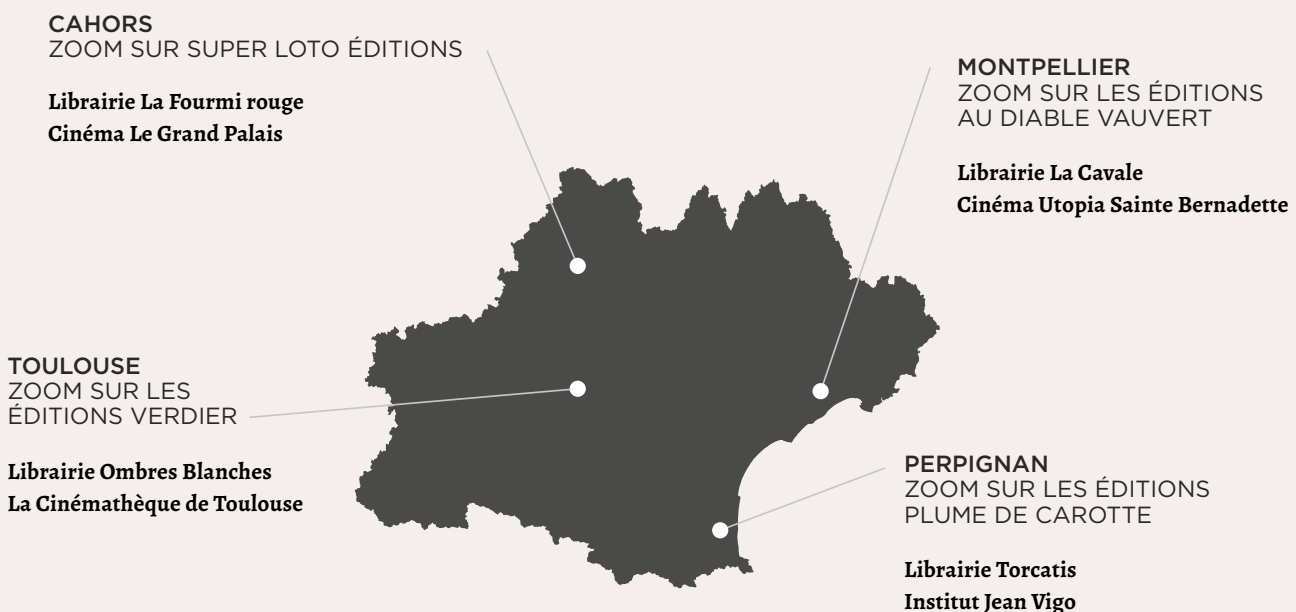 CAHORS
ZOOM SUR SUPER LOTO ÉDITIONS
Librairie La Fourmi rouge
Cinéma Le Grand Palais
MONTPELLIER
ZOOM SUR LES ÉDITIONS
AU DIABLE VAUVERT
Librairie La Cavale
Cinéma Utopia Sainte Bernadette
TOULOUSE
ZOOM SUR LES
ÉDITIONS VERDIER
Librairie Ombres Blanches
La Cinémathèque de Toulouse
PERPIGNAN
ZOOM SUR LES ÉDITIONS
PLUME DE CAROTTE
Librairie Torcatis
Institut Jean Vigo